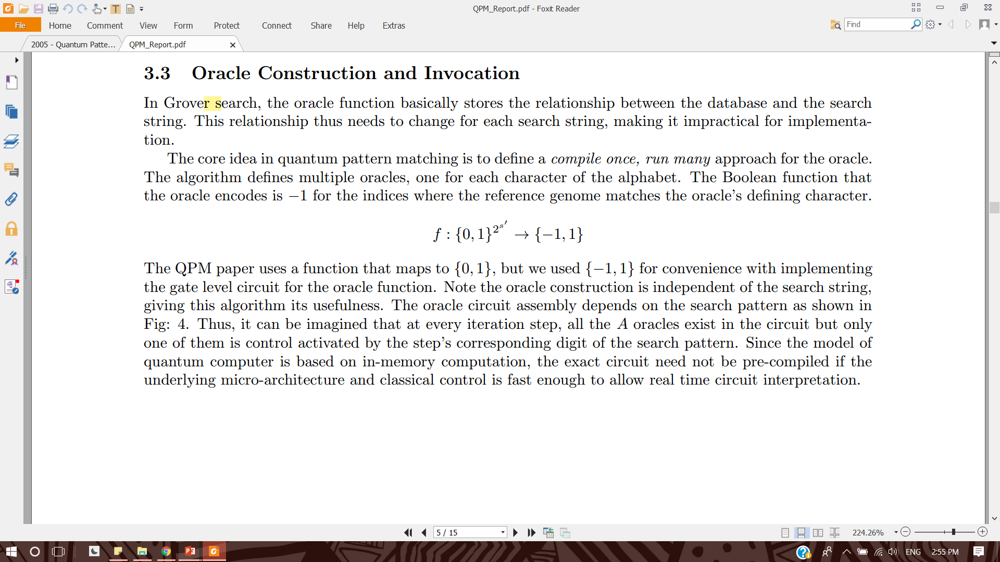 QPM_Report.pdf - Foxit Reader
File Home Comment View Form Protect Connect Share Help Extras
Find
2005 - Quantum Patte... QPM_Report.pdf
3.3 Oracle Construction and Invocation
In Grover search, the oracle function basically stores the relationship between the database and the search
string. This relationship thus needs to change for each search string, making it impractical for implementa-
tion.
The core idea in quantum pattern matching is to define a compile once, run many approach for the oracle.
The algorithm defines multiple oracles, one for each character of the alphabet. The Boolean function that
the oracle encodes is −1 for the indices where the reference genome matches the oracle's defining character.
f : {0, 1}^{2^{s′}} → {−1, 1}
The QPM paper uses a function that maps to {0, 1}, but we used {−1, 1} for convenience with implementing
the gate level circuit for the oracle function. Note the oracle construction is independent of the search string,
giving this algorithm its usefulness. The oracle circuit assembly depends on the search pattern as shown in
Fig: 4. Thus, it can be imagined that at every iteration step, all the A oracles exist in the circuit but only
one of them is control activated by the step's corresponding digit of the search pattern. Since the model of
quantum computer is based on in-memory computation, the exact circuit need not be pre-compiled if the
underlying micro-architecture and classical control is fast enough to allow real time circuit interpretation.
5 / 15
224.26%
ENG 2:55 PM